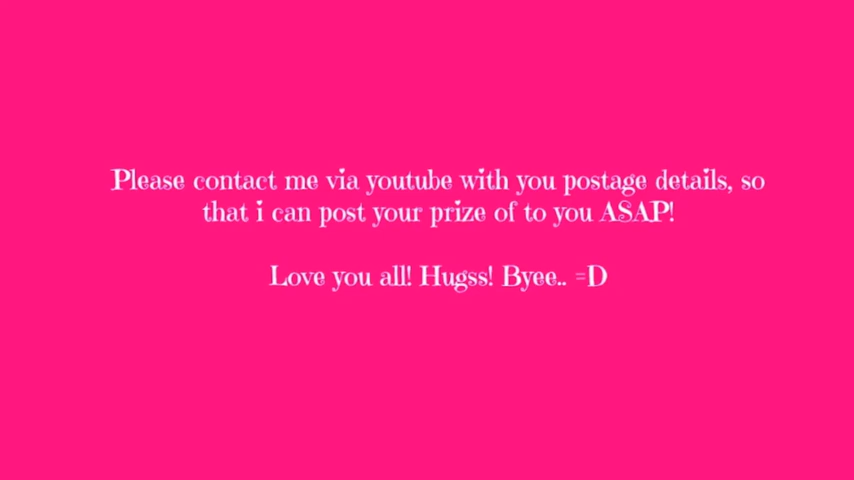 Please contact me via youtube with you postage details, so
that i can post your prize of to you ASAP!
Love you all! Hugss! Byee.. =D